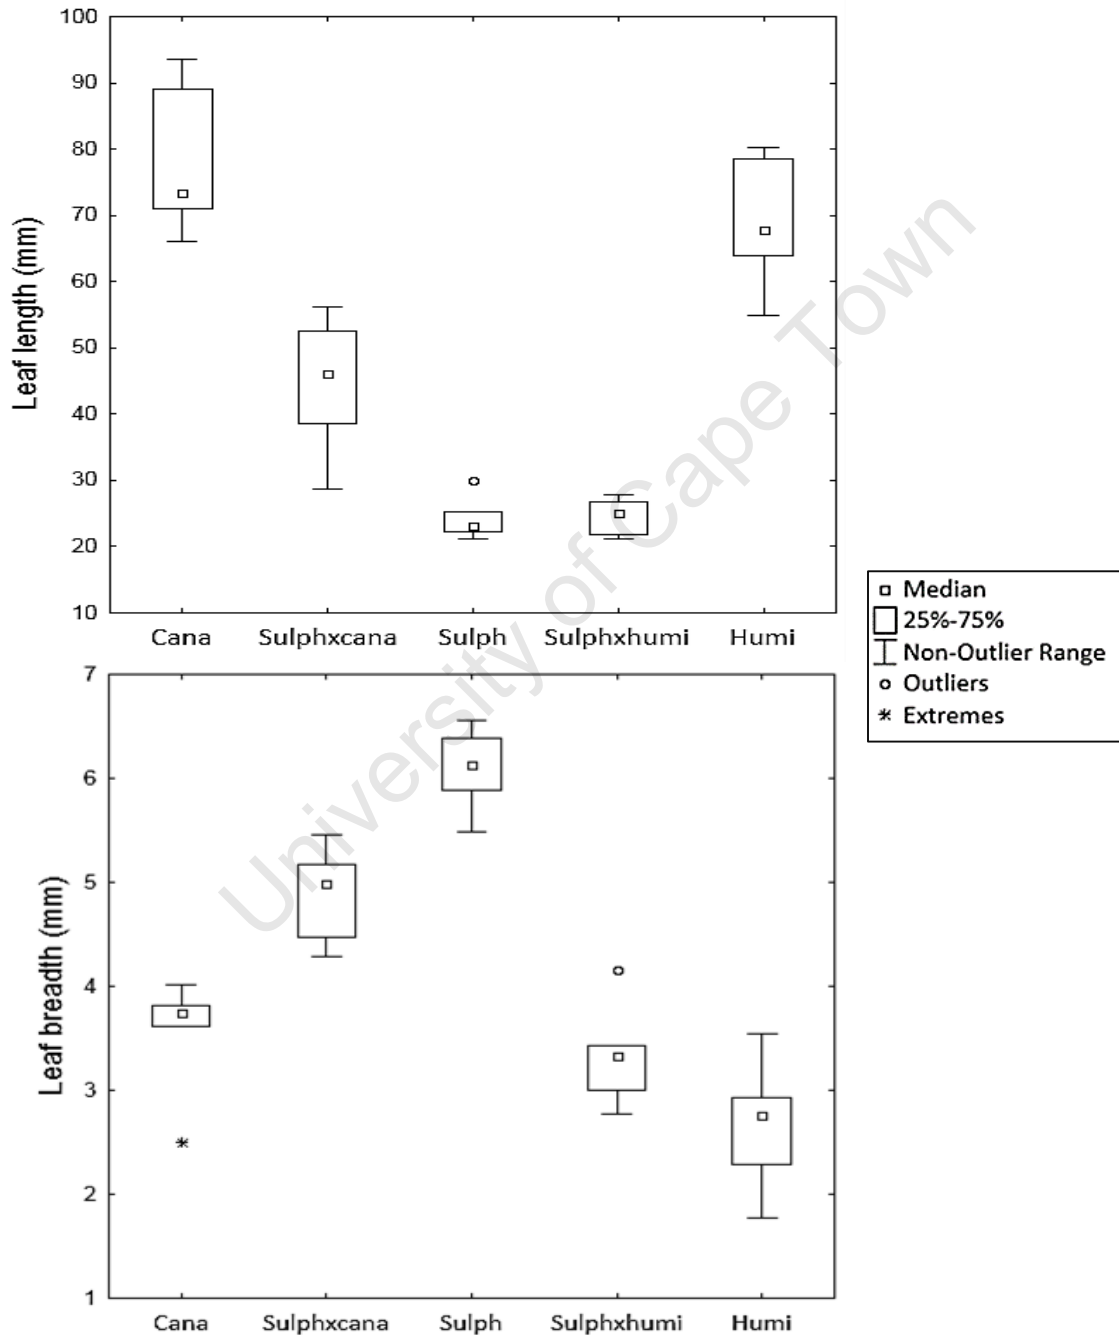 100
90
80
70
60
50
40
30
20
10
Leaf length (mm)
Cana Sulphxcana Sulph Sulphxhumi Humi
Median
25%-75%
Non-Outlier Range
Outliers
Extremes
7
6
5
4
3
2
1
Leaf breadth (mm)
Cana Sulphxcana Sulph Sulphxhumi Humi
University of Cape Town